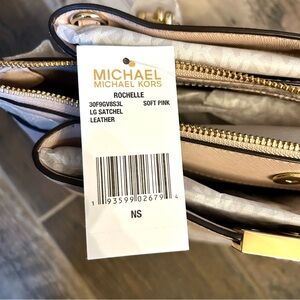 MICHAEL
MICHAEL KORS
ROCHELLE
30F9GV8S3L SOFT PINK
LG SATCHEL
LEATHER
1 93599 02679 4
NS